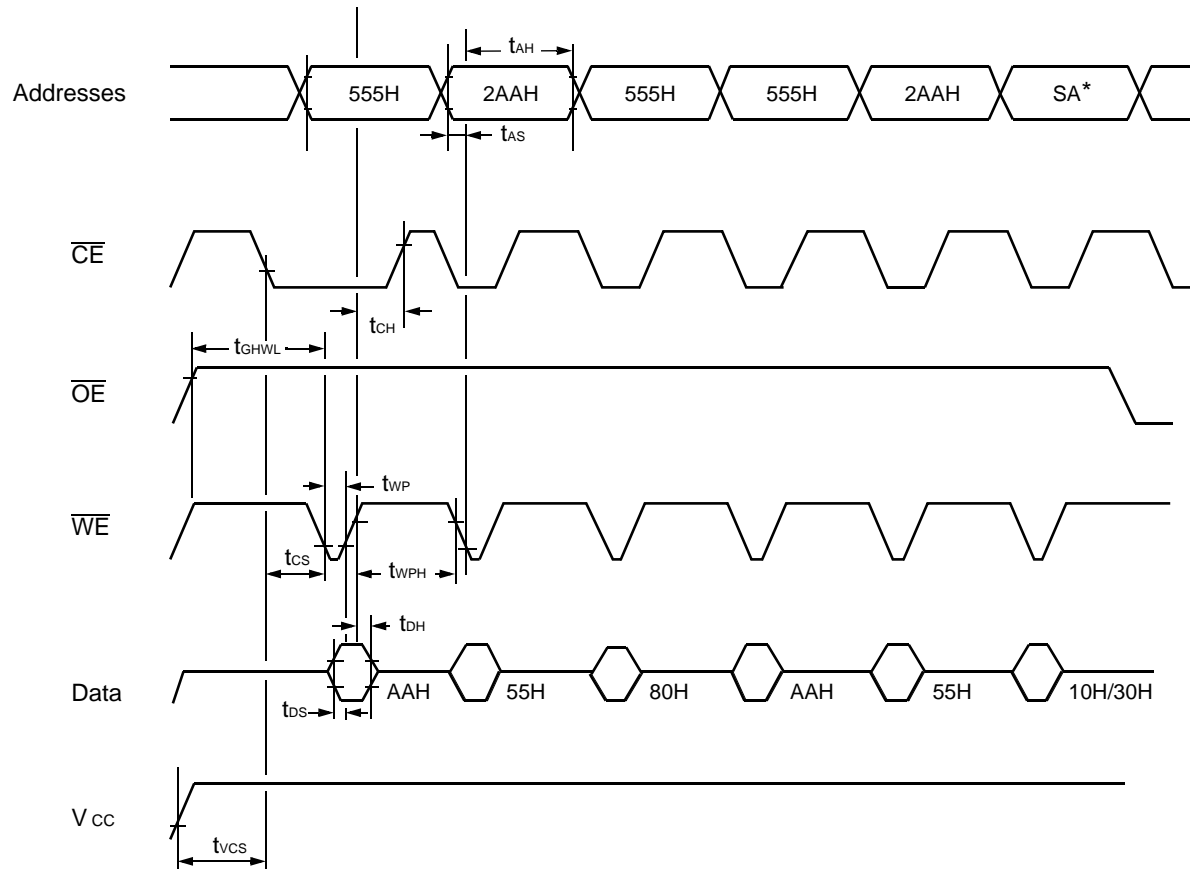 tAH
Addresses 555H 2AAH 555H 555H 2AAH SA*
tAS
CE
tCH
tGHWL
OE
tWP
WE
tCS
tWPH
tDH
Data AAH 55H 80H AAH 55H 10H/30H
tDS
VCC
tVCS